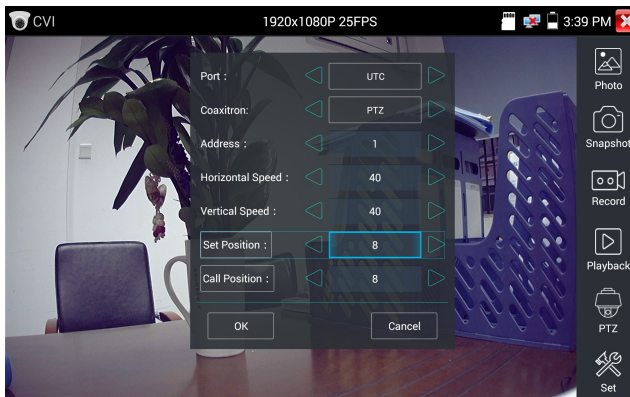 CVI 1920x1080P 25FPS 3:39 PM
Port : UTC
Coaxitron: PTZ
Address : 1
Horizontal Speed : 40
Vertical Speed : 40
Set Position : 8
Call Position : 8
OK Cancel
Photo
Snapshot
Record
Playback
PTZ
Set